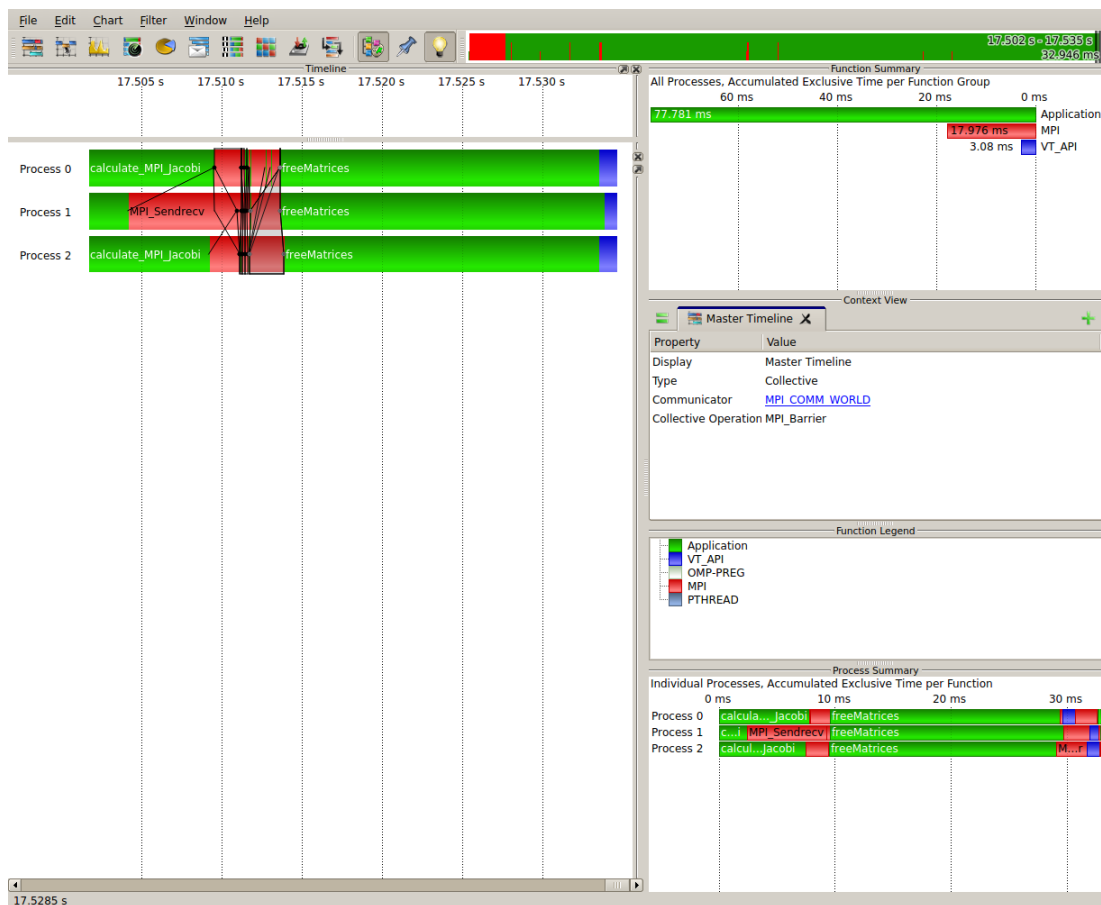 File Edit Chart Filter Window Help
17.502 s - 17.535 s
32.946 ms
Timeline
17.505 s 17.510 s 17.515 s 17.520 s 17.525 s 17.530 s
Process 0 calculate_MPI_Jacobi freeMatrices
Process 1 MPI_Sendrecv freeMatrices
Process 2 calculate_MPI_Jacobi freeMatrices
17.5285 s
Function Summary
All Processes, Accumulated Exclusive Time per Function Group
60 ms 40 ms 20 ms 0 ms
77.781 ms Application
17.976 ms MPI
3.08 ms VT_API
Context View
Master Timeline
Property Value
Display Master Timeline
Type Collective
Communicator MPI_COMM_WORLD
Collective Operation MPI_Barrier
Function Legend
Application
VT_API
OMP-PREG
MPI
PTHREAD
Process Summary
Individual Processes, Accumulated Exclusive Time per Function
0 ms 10 ms 20 ms 30 ms
Process 0 calcula..._Jacobi freeMatrices
Process 1 c...i MPI_Sendrecv freeMatrices
Process 2 calcul...Jacobi freeMatrices M...r